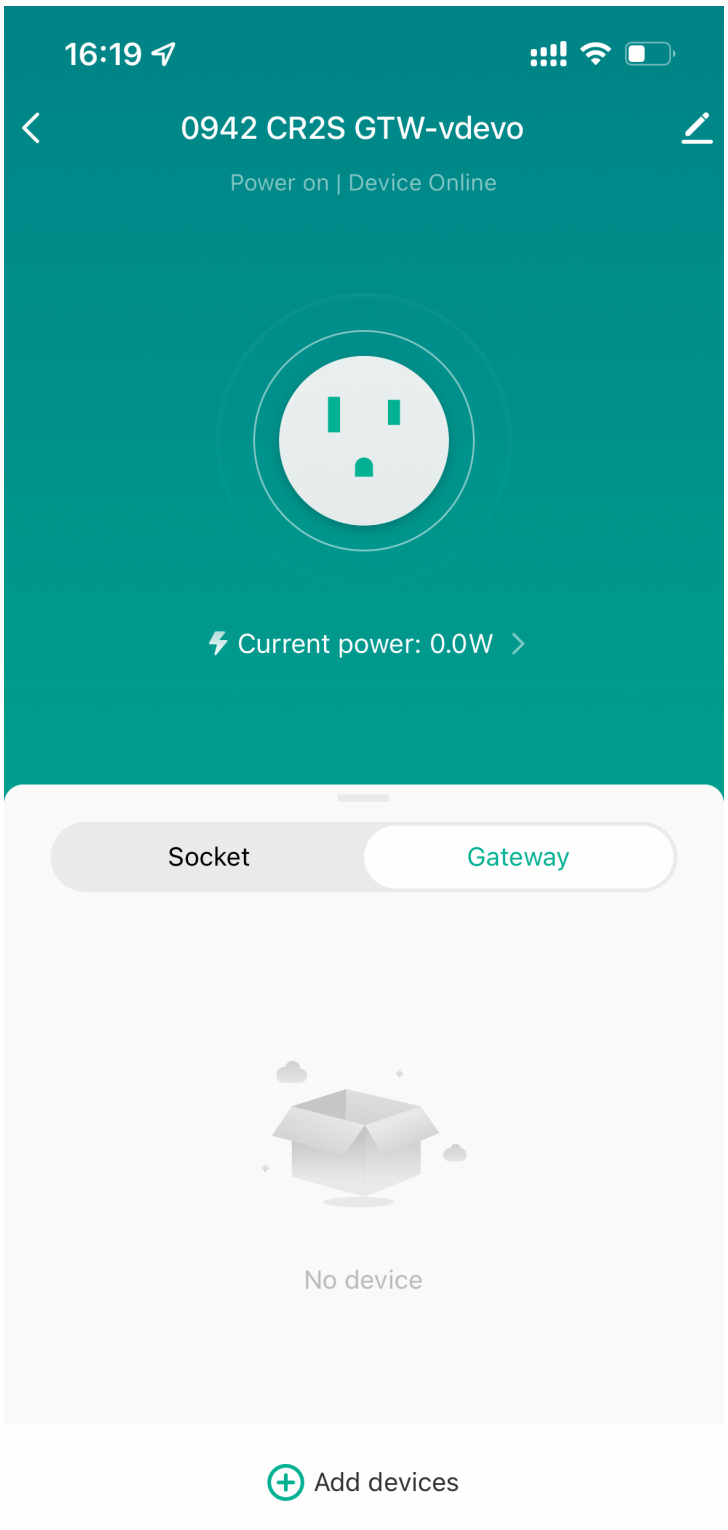 16:19
0942 CR2S GTW-vdevo
Power on | Device Online
Current power: 0.0W
Socket
Gateway
No device
Add devices